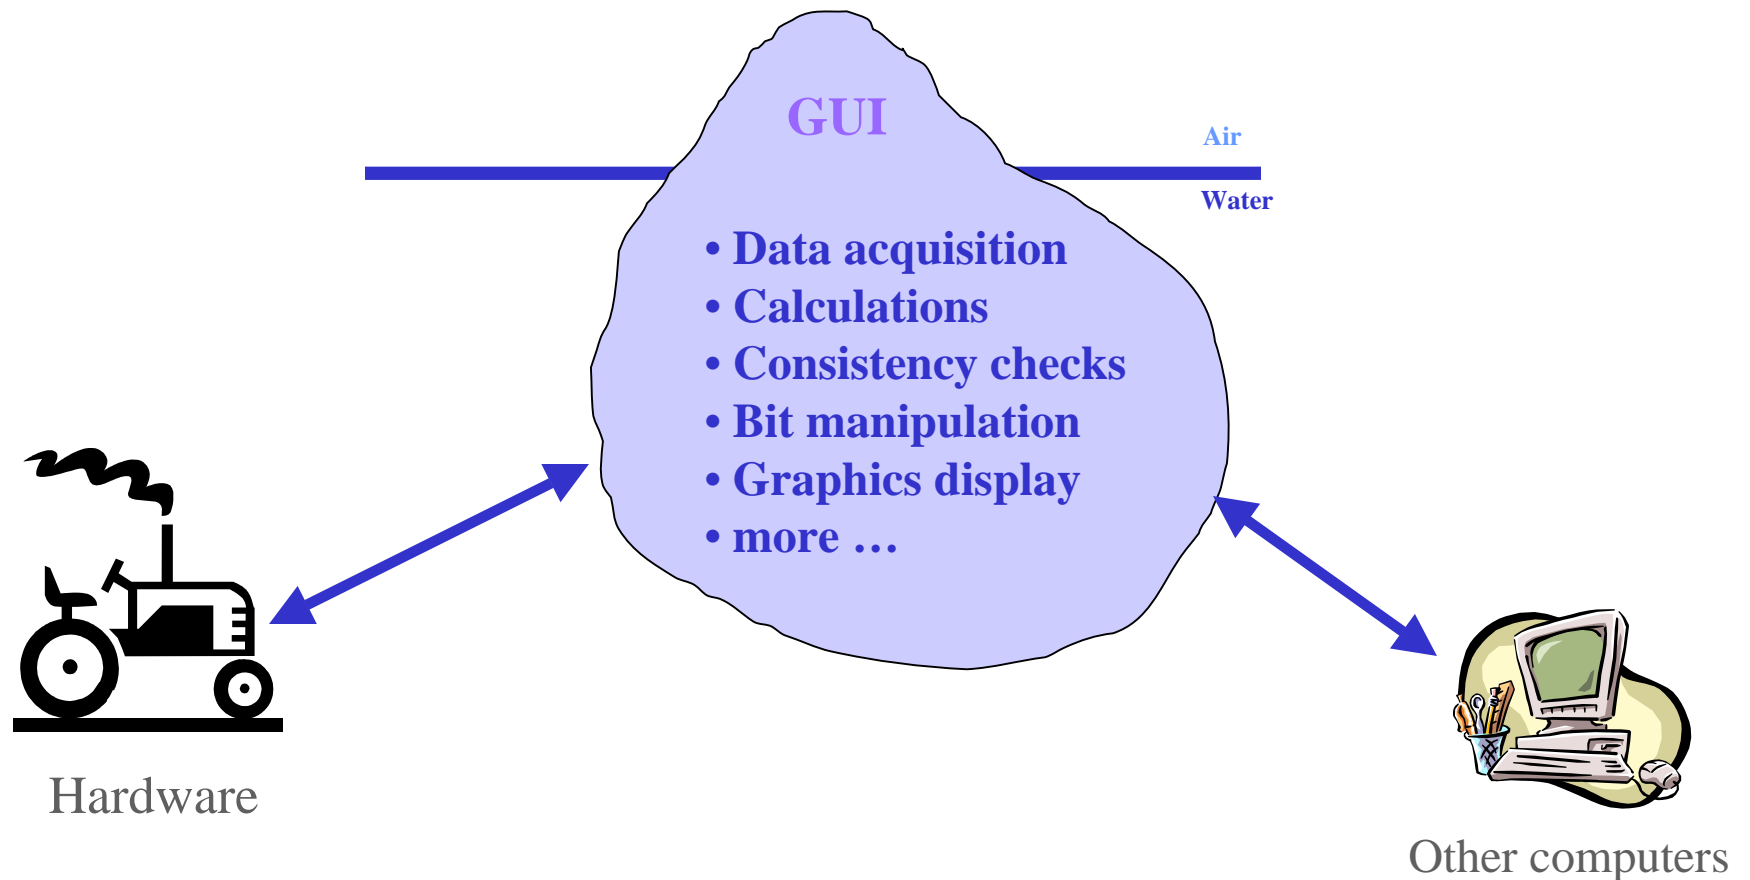 GUI
Air
Water
• Data acquisition
• Calculations
• Consistency checks
• Bit manipulation
• Graphics display
• more …
Hardware
Other computers